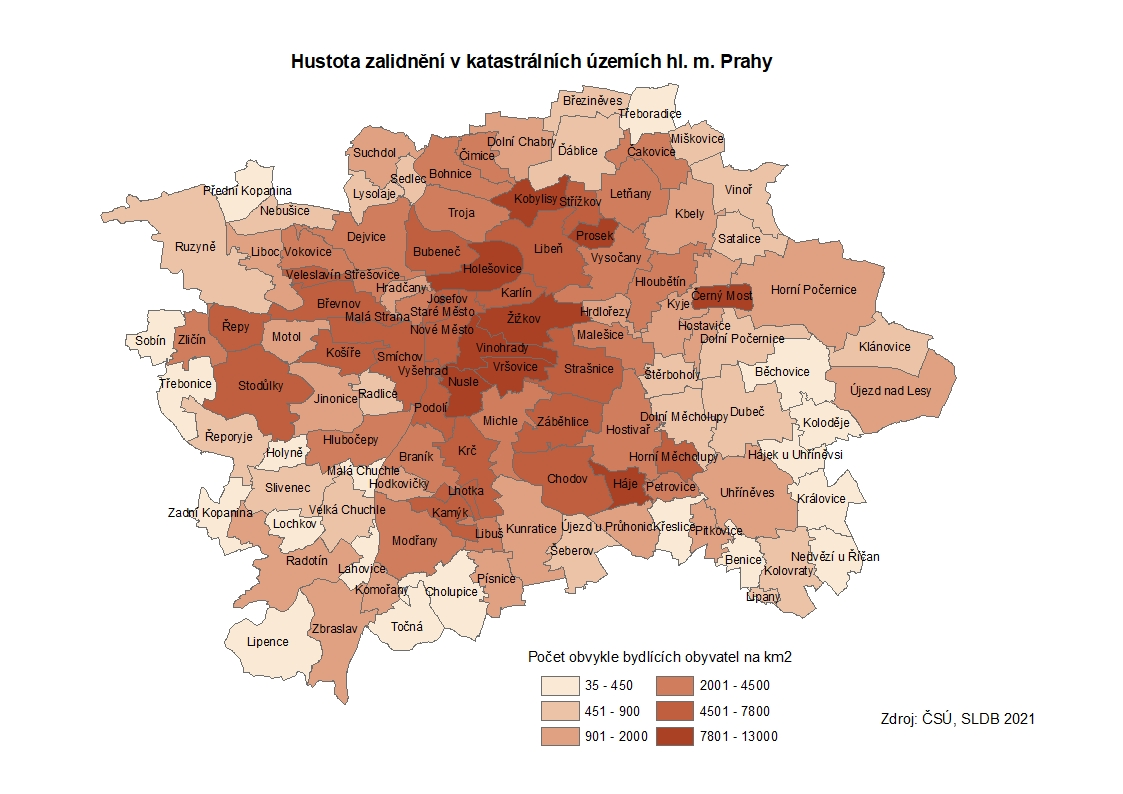 Hustota zalidnění v katastrálních územích hl. m. Prahy
Březiněves
Třeboradice
Dolní Chabry
Ďáblice
Miškovice
Suchdol
Čimice
Čakovice
Sedlec
Bohnice
Přední Kopanina
Lysolaje
Kobylisy
Střížkov
Letňany
Vinoř
Nebušice
Troja
Kbely
Ruzyně
Dejvice
Prosek
Satalice
Liboc
Vokovice
Bubeneč
Libeň
Vysočany
Veleslavín
Střešovice
Holešovice
Hloubětín
Hradčany
Karlín
Černý Most
Horní Počernice
Břevnov
Josefov
Kyje
Malá Strana
Staré Město
Žižkov
Hrdlořezy
Řepy
Nové Město
Hostavice
Sobín
Zličín
Motol
Malešice
Dolní Počernice
Košíře
Smíchov
Vinohrady
Klánovice
Vyšehrad
Vršovice
Strašnice
Štěrboholy
Běchovice
Třebonice
Stodůlky
Nusle
Újezd nad Lesy
Jinonice
Radlice
Podolí
Dubeč
Michle
Záběhlice
Dolní Měcholupy
Koloděje
Řeporyje
Hlubočepy
Hostivař
Holyně
Braník
Krč
Horní Měcholupy
Hájek u Uhříněvsi
Malá Chuchle
Hodkovičky
Chodov
Háje
Petrovice
Slivenec
Lhotka
Uhříněves
Královice
Zadní Kopanina
Velká Chuchle
Kamýk
Lochkov
Kunratice
Újezd u Průhonic
Křeslice
Pitkovice
Modřany
Libuš
Šeberov
Radotín
Lahovice
Benice
Nedvězí u Říčan
Kolovraty
Písnice
Komořany
Cholupice
Lipany
Zbraslav
Točná
Lipence
Počet obvykle bydlících obyvatel na km2
35 - 450
2001 - 4500
451 - 900
4501 - 7800
901 - 2000
7801 - 13000
Zdroj: ČSÚ, SLDB 2021